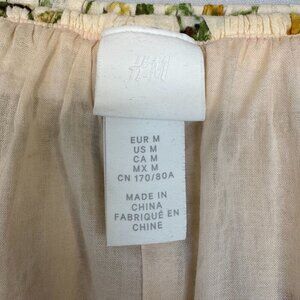 H&M
EUR M
US M
CA M
MX M
CN 170/80A
MADE IN
CHINA
FABRIQUÉ EN
CHINE